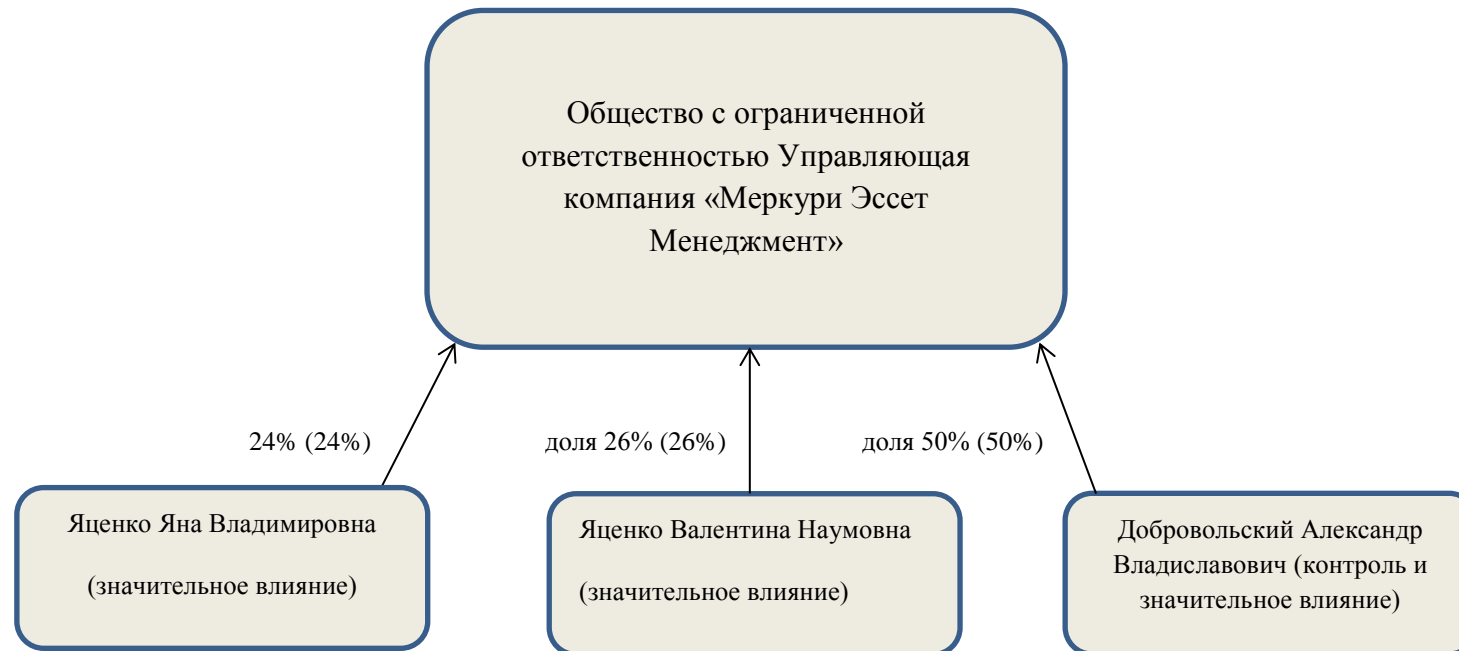 Общество с ограниченной
ответственностью Управляющая
компания «Меркури Эссет
Менеджмент»
24% (24%)
доля 26% (26%)
доля 50% (50%)
Яценко Яна Владимировна
(значительное влияние)
Яценко Валентина Наумовна
(значительное влияние)
Добровольский Александр
Владиславович (контроль и
значительное влияние)